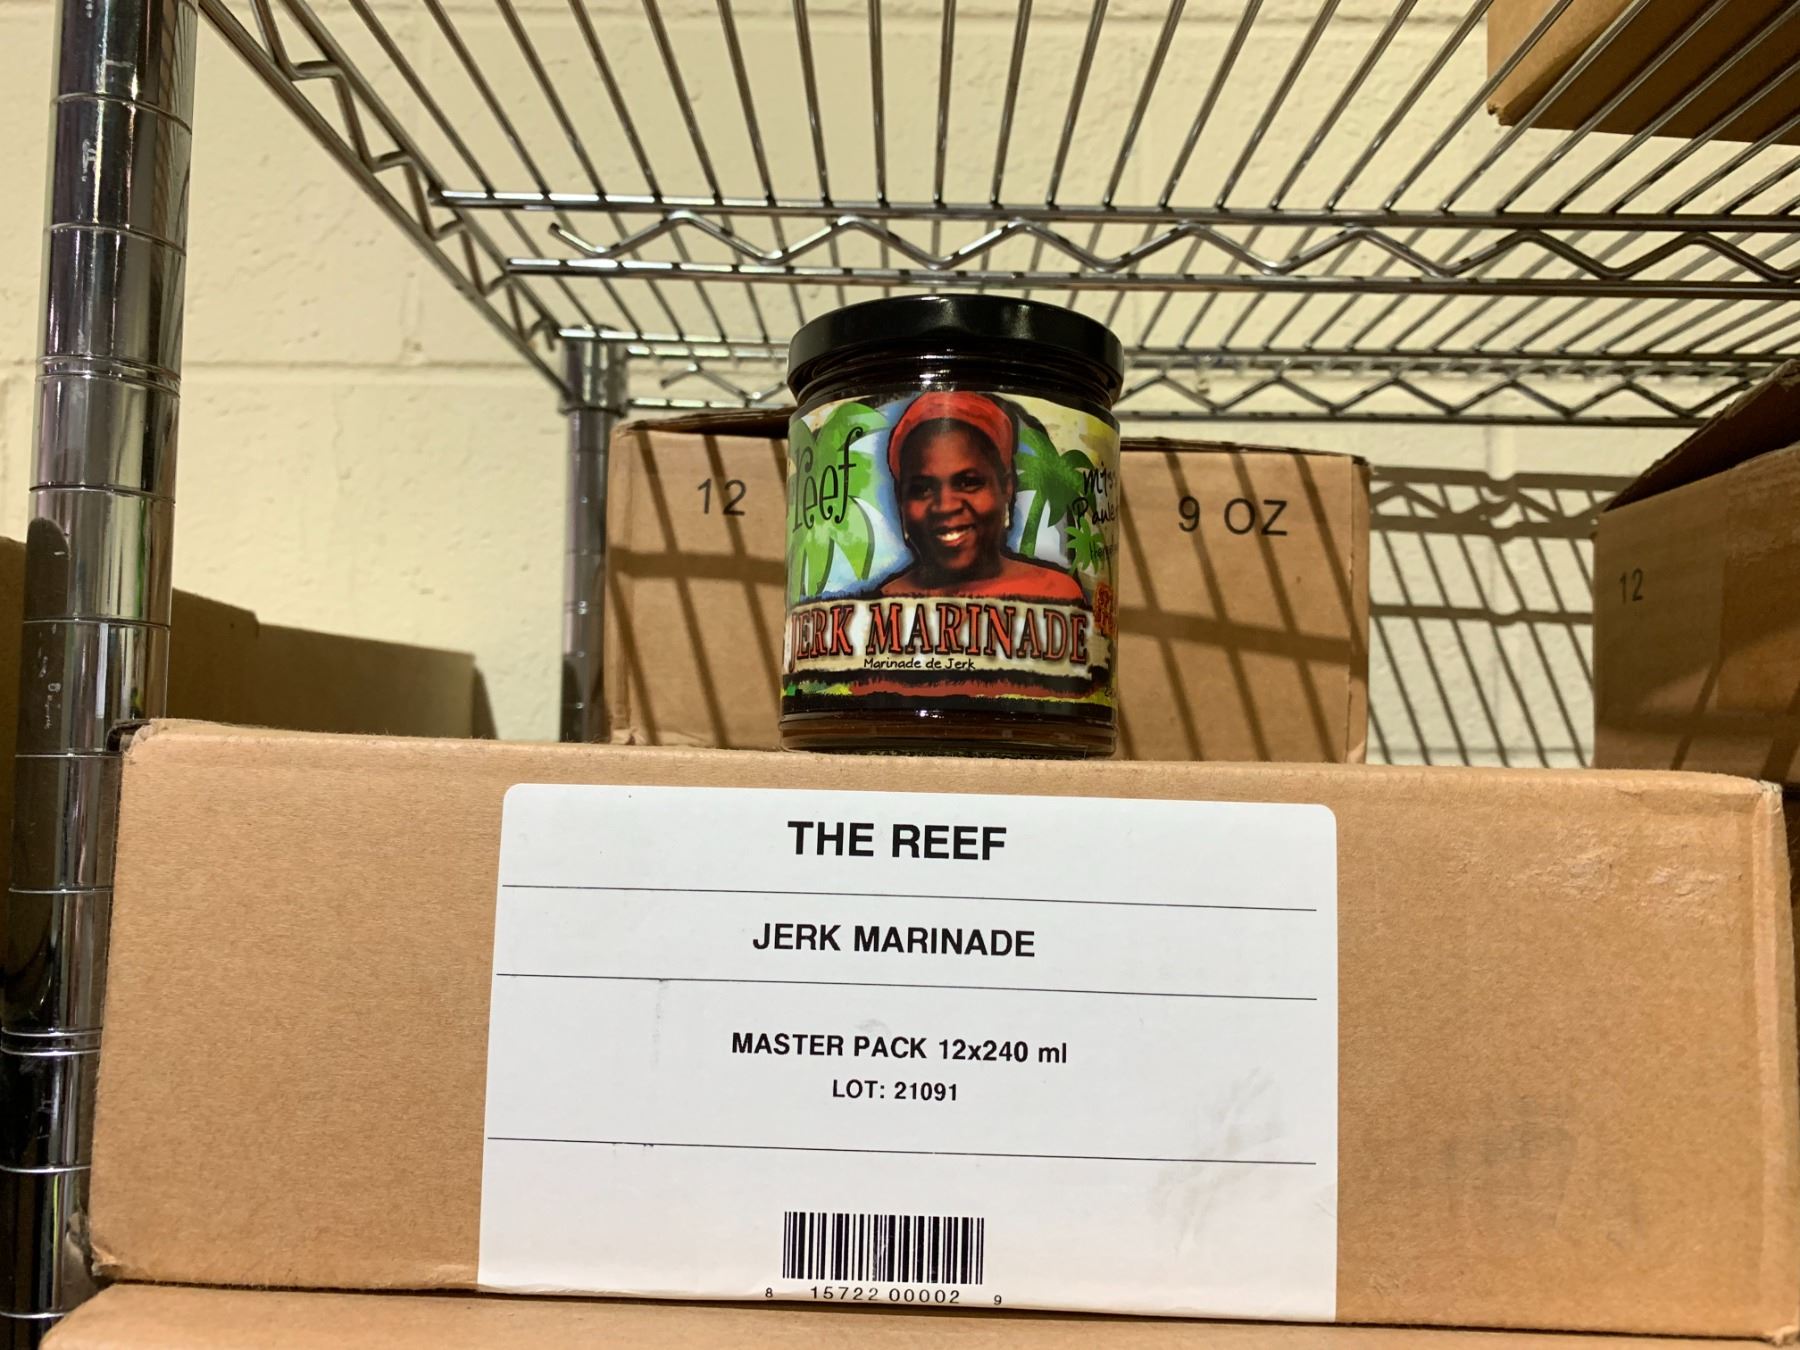 12
9 OZ
12
reef
JERK MARINADE
Marinade de Jerk
THE REEF
JERK MARINADE
MASTER PACK 12x240 ml
LOT: 21091
8 15722 00002 9